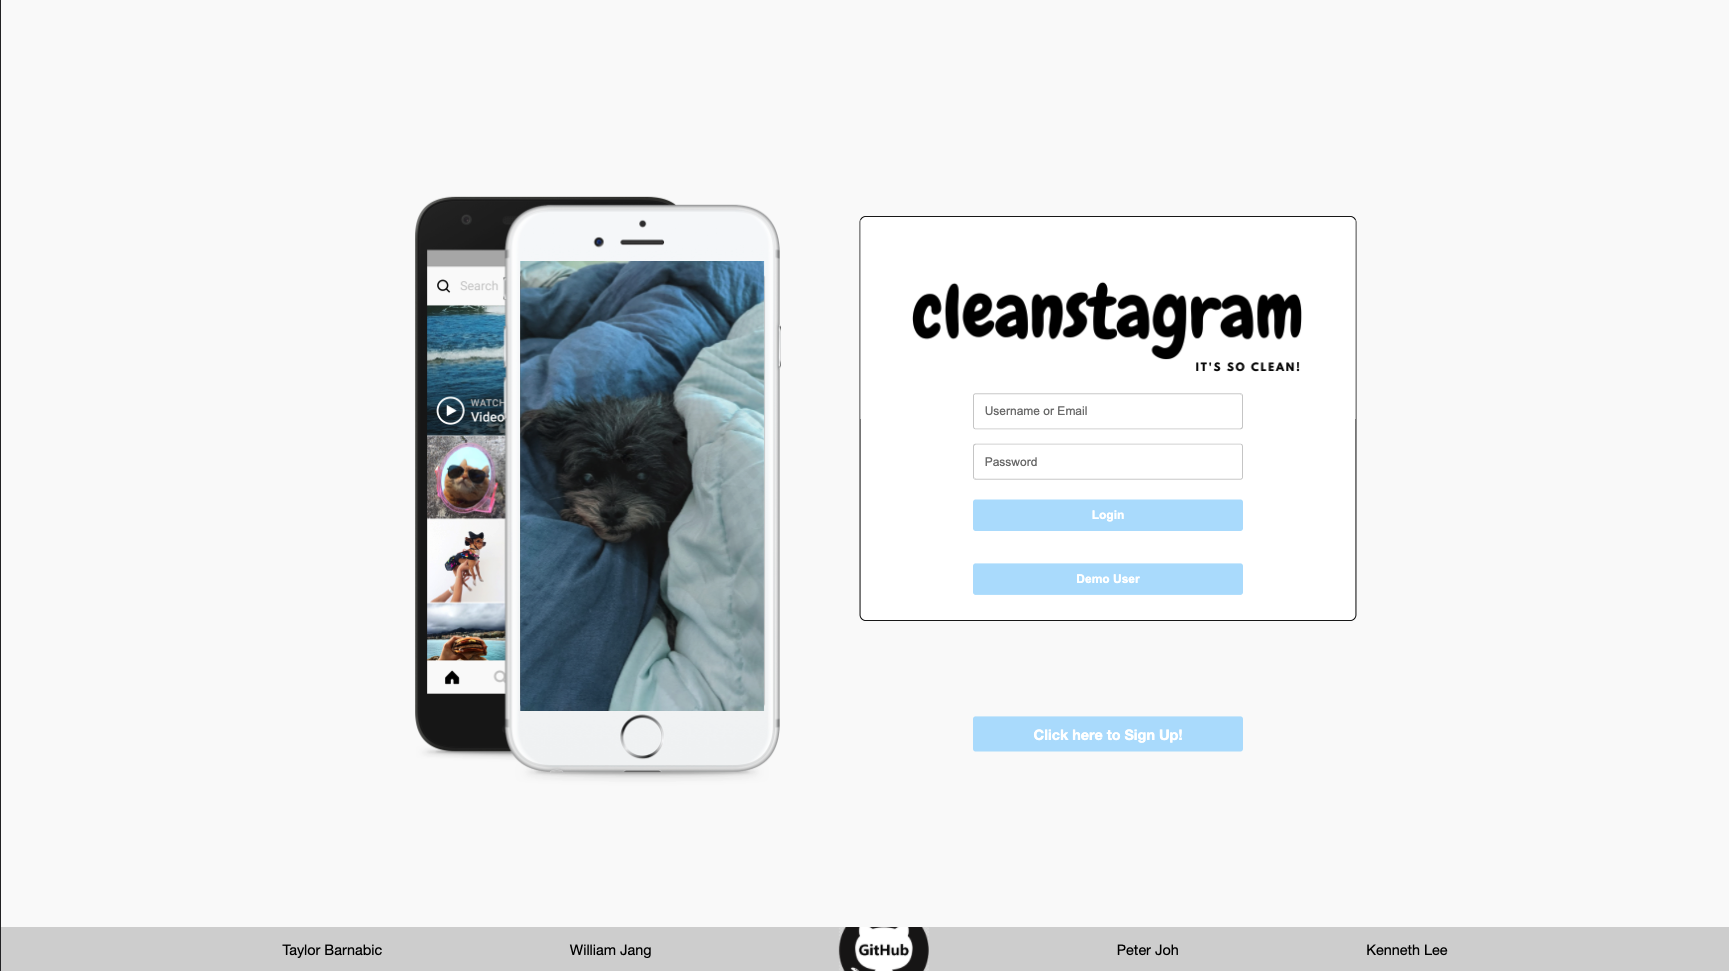 Search
WATCH
Video
cleanstagram
IT'S SO CLEAN!
Username or Email
Password
Login
Demo User
Click here to Sign Up!
Taylor Barnabic
William Jang
GitHub
Peter Joh
Kenneth Lee